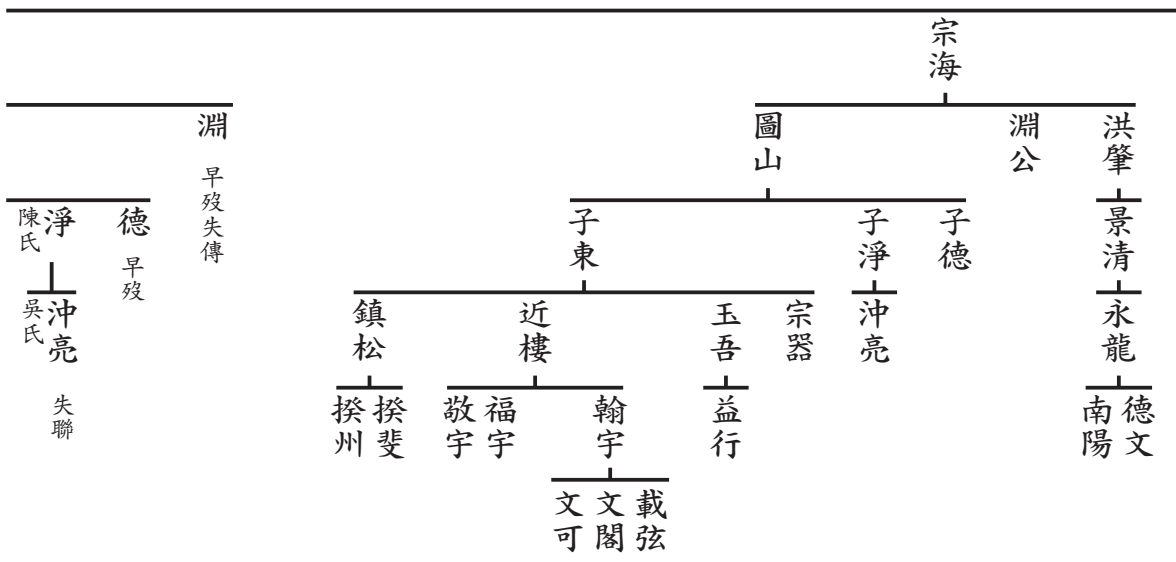 宗海
洪肇
淵公
圖山
淵
早歿失傳
景清
子德
子淨
子東
德
早歿
淨
陳氏
永龍
沖亮
宗器
玉吾
近樓
鎮松
沖亮
吳氏
失聯
德文
南陽
益行
翰宇
福宇
敬宇
揆斐
揆州
載弦
文閣
文可